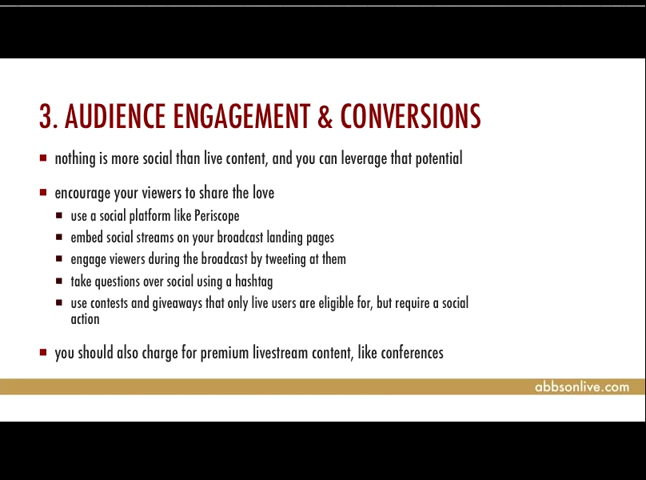 3. AUDIENCE ENGAGEMENT & CONVERSIONS
nothing is more social than live content, and you can leverage that potential
encourage your viewers to share the love
use a social platform like Periscope
embed social streams on your broadcast landing pages
engage viewers during the broadcast by tweeting at them
take questions over social using a hashtag
use contests and giveaways that only live users are eligible for, but require a social
action
you should also charge for premium livestream content, like conferences
abbsonlive.com